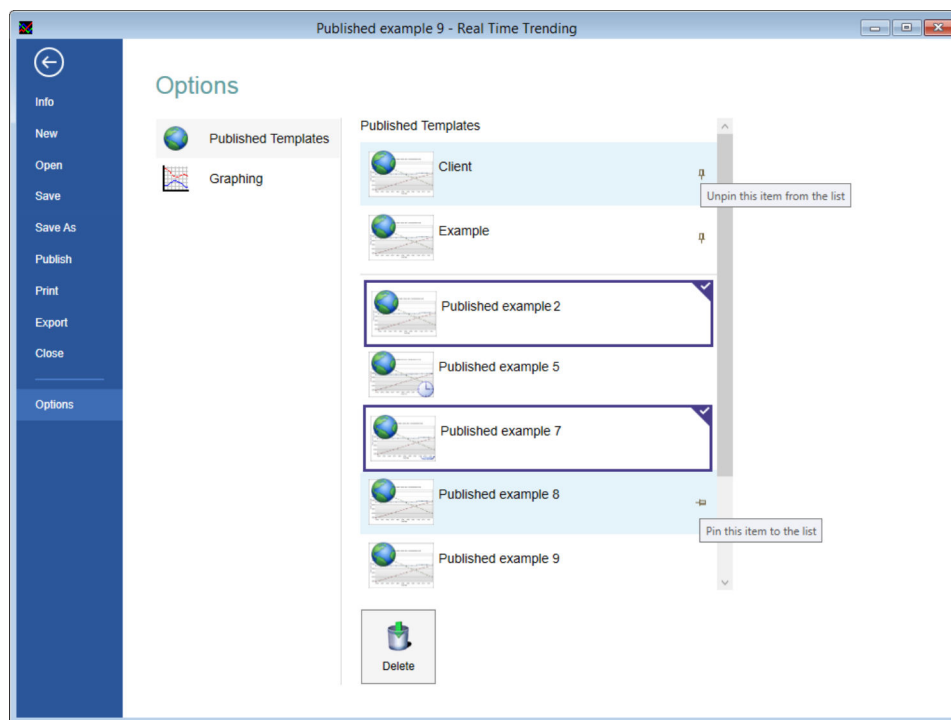 Published example 9 - Real Time Trending
Info
New
Open
Save
Save As
Publish
Print
Export
Close
Options
Options
Published Templates
Graphing
Published Templates
Client
Unpin this item from the list
Example
Published example 2
Published example 5
Published example 7
Published example 8
Pin this item to the list
Published example 9
Delete